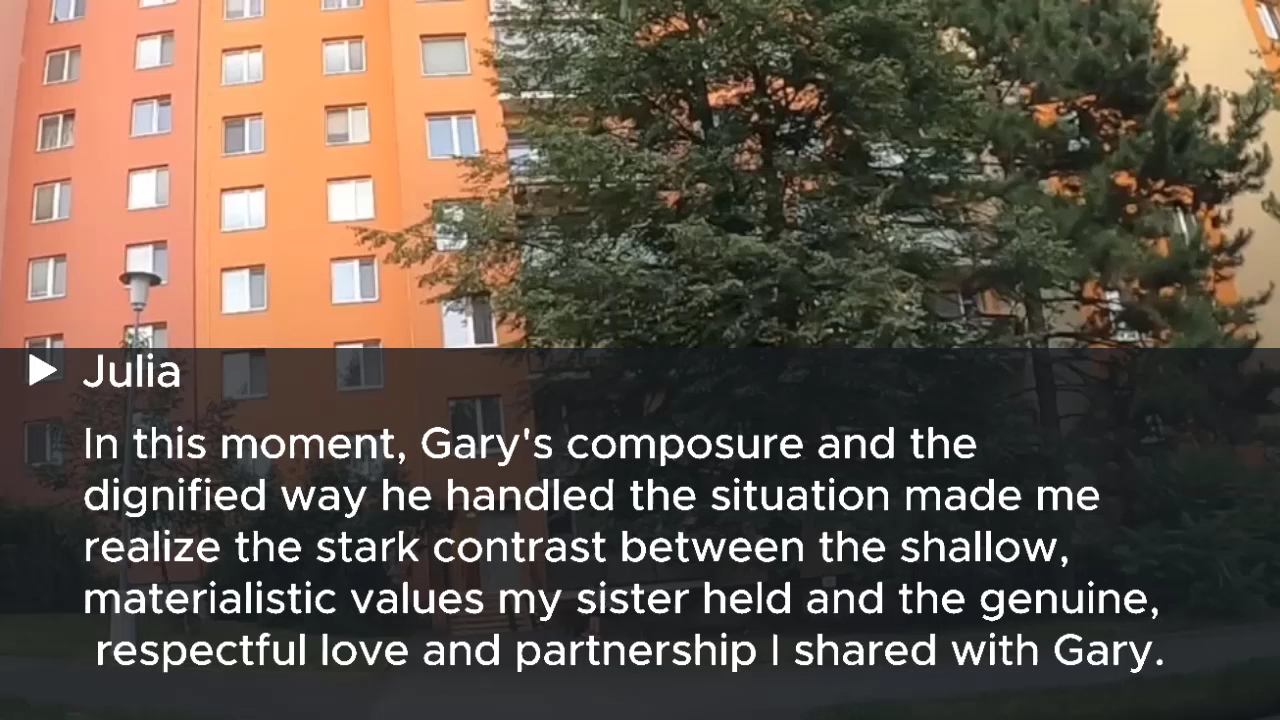 Julia
In this moment, Gary's composure and the
dignified way he handled the situation made me
realize the stark contrast between the shallow,
materialistic values my sister held and the genuine,
respectful love and partnership I shared with Gary.